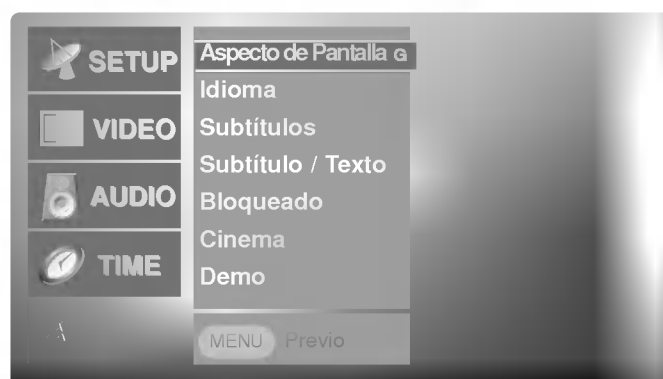 SETUP
VIDEO
AUDIO
TIME
A
Aspecto de Pantalla G
Idioma
Subtítulos
Subtítulo / Texto
Bloqueado
Cinema
Demo
MENU Previo